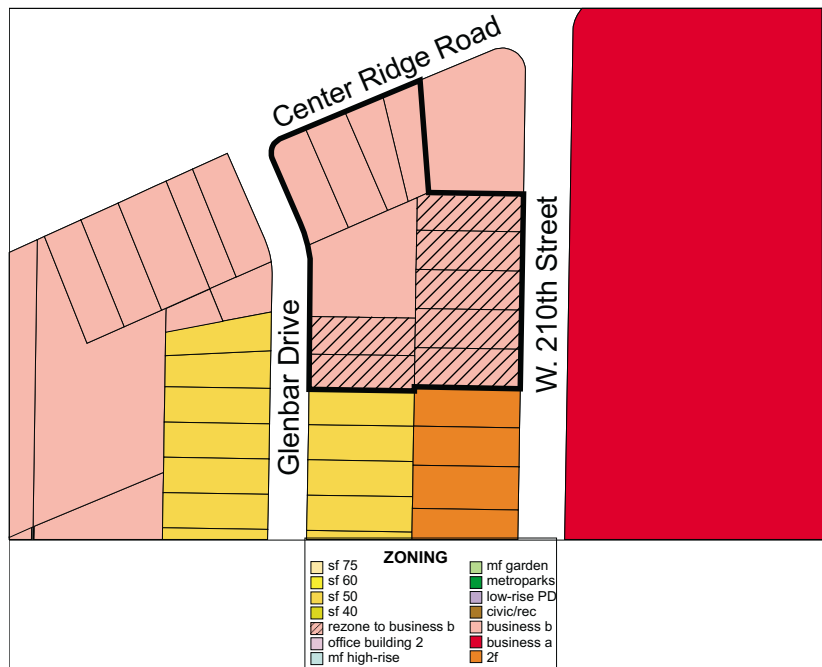 Center Ridge Road
W. 210th Street
Glenbar Drive
ZONING
sf 75
sf 60
sf 50
sf 40
rezone to business b
office building 2
mf high-rise
mf garden
metroparks
low-rise PD
civic/rec
business b
business a
2f